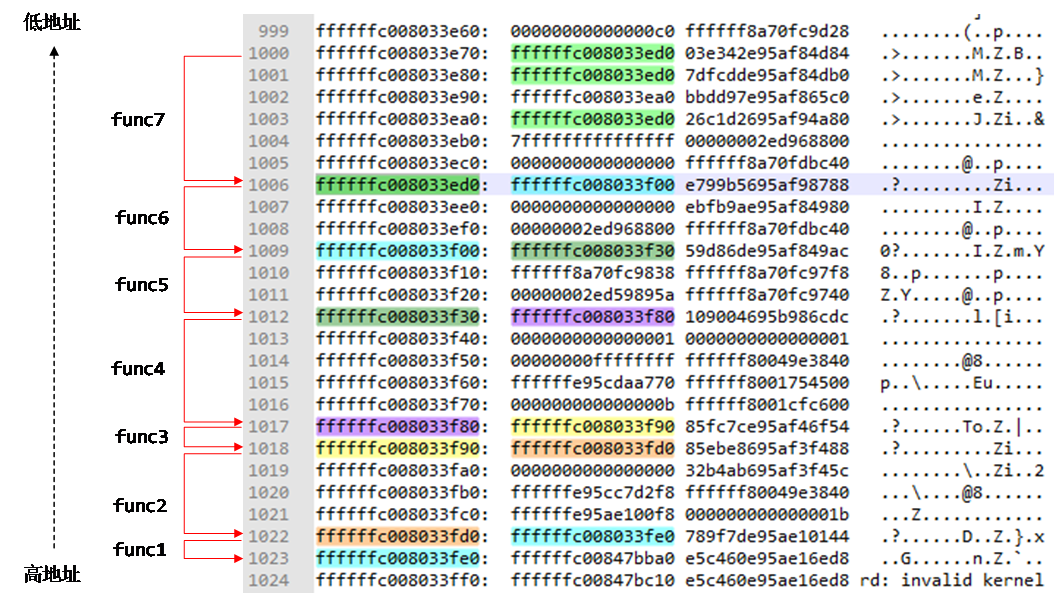 低地址
高地址
func7
func6
func5
func4
func3
func2
func1
999 ffffffc008033e60: 00000000000000c0 ffffff8a70fc9d28 ........(..p....
1000 ffffffc008033e70: ffffffc008033ed0 03e342e95af84d84 .>.......M.Z.B..
1001 ffffffc008033e80: ffffffc008033ed0 7dfcdde95af84db0 .>.......M.Z...}
1002 ffffffc008033e90: ffffffc008033ea0 bbdd97e95af865c0 .>.......e.Z....
1003 ffffffc008033ea0: ffffffc008033ed0 26c1d2695af94a80 .>.......J.Zi..&
1004 ffffffc008033eb0: 7fffffffffffffff 00000002ed968800 ................
1005 ffffffc008033ec0: 0000000000000000 ffffff8a70fdbc40 ........@..p....
1006 ffffffc008033ed0: ffffffc008033f00 e799b5695af98788 .?.........Zi...
1007 ffffffc008033ee0: 0000000000000000 ebfb9ae95af84980 .........I.Z....
1008 ffffffc008033ef0: 00000002ed968800 ffffff8a70fdbc40 ........@..p....
1009 ffffffc008033f00: ffffffc008033f30 59d86de95af849ac 0?.......I.Z.m.Y
1010 ffffffc008033f10: ffffff8a70fc9838 ffffff8a70fc97f8 8..p.......p....
1011 ffffffc008033f20: 00000002ed59895a ffffff8a70fc9740 Z.Y.....@..p....
1012 ffffffc008033f30: ffffffc008033f80 109004695b986cdc .?.......l.[i...
1013 ffffffc008033f40: 0000000000000001 0000000000000001 ................
1014 ffffffc008033f50: 00000000ffffffff ffffff80049e3840 ........@8......
1015 ffffffc008033f60: ffffffe95cdaa770 ffffff8001754500 p..\.....Eu.....
1016 ffffffc008033f70: 000000000000000b ffffff8001cfc600 ................
1017 ffffffc008033f80: ffffffc008033f90 85fc7ce95af46f54 .?......To.Z.|..
1018 ffffffc008033f90: ffffffc008033fd0 85ebe8695af3f488 .?.........Zi...
1019 ffffffc008033fa0: 0000000000000000 32b4ab695af3f45c ........\..Zi..2
1020 ffffffc008033fb0: ffffffe95cc7d2f8 ffffff80049e3840 ...\....@8......
1021 ffffffc008033fc0: ffffffe95ae100f8 000000000000001b ...Z............
1022 ffffffc008033fd0: ffffffc008033fe0 789f7de95ae10144 .?......D..Z.}.x
1023 ffffffc008033fe0: ffffffc00847bba0 e5c460e95ae16ed8 ..G......n.Z.`..
1024 ffffffc008033ff0: ffffffc00847bc10 e5c460e95ae16ed8 rd: invalid kernel